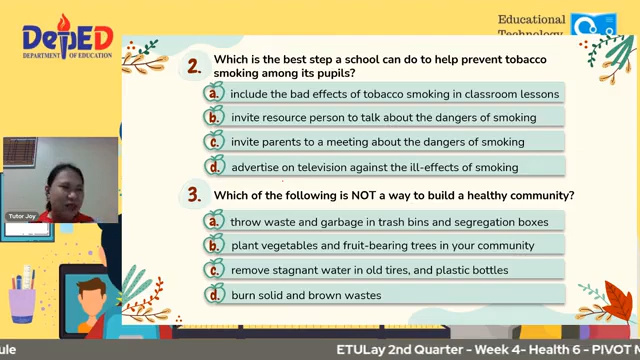 DepED
DEPARTMENT OF EDUCATION
Educational
Technology
2. Which is the best step a school can do to help prevent tobacco
smoking among its pupils?
a. include the bad effects of tobacco smoking in classroom lessons
b. invite resource person to talk about the dangers of smoking
c. invite parents to a meeting about the dangers of smoking
d. advertise on television against the ill-effects of smoking
3. Which of the following is NOT a way to build a healthy community?
a. throw waste and garbage in trash bins and segregation boxes
b. plant vegetables and fruit-bearing trees in your community
c. remove stagnant water in old tires, and plastic bottles
d. burn solid and brown wastes
Tutor Joy
ule
ETULay 2nd Quarter - Week 4- Health 6 - PIVOT M